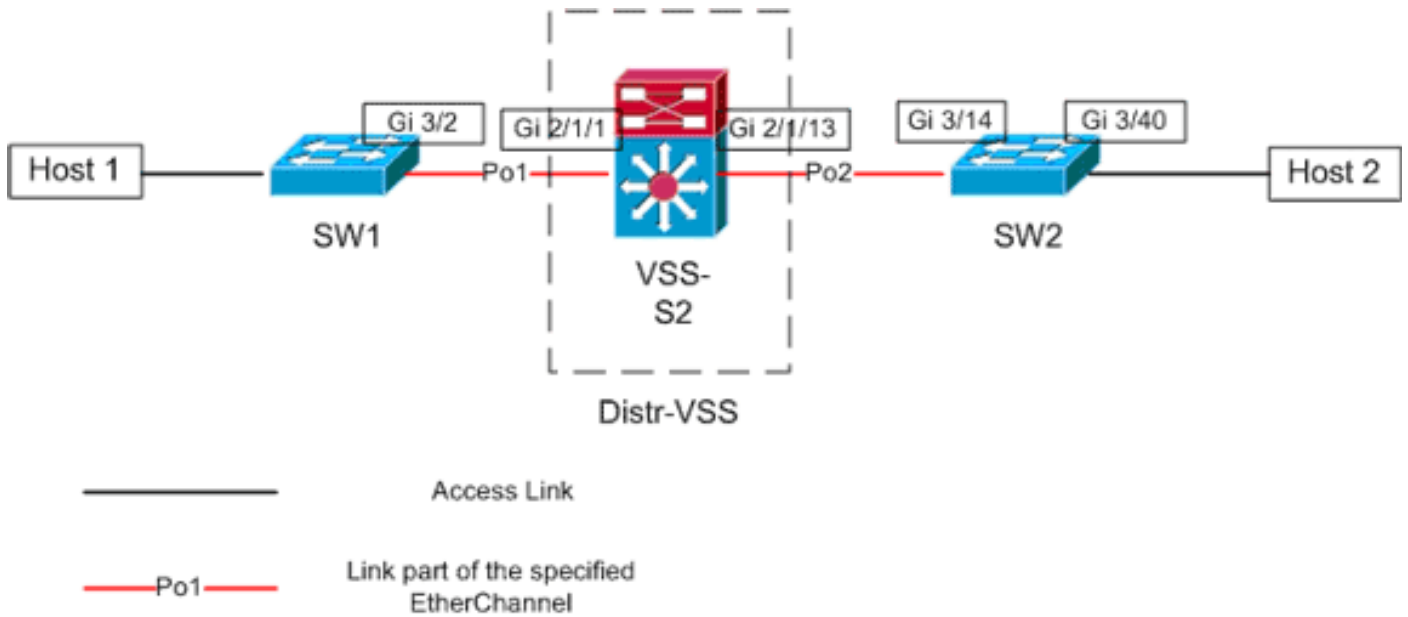 Gi 3/2
Gi 2/1/1
Gi 2/1/13
Gi 3/14
Gi 3/40
Host 1
Po1
Po2
Host 2
SW1
SW2
VSS-
S2
Distr-VSS
Access Link
Po1
Link part of the specified
EtherChannel